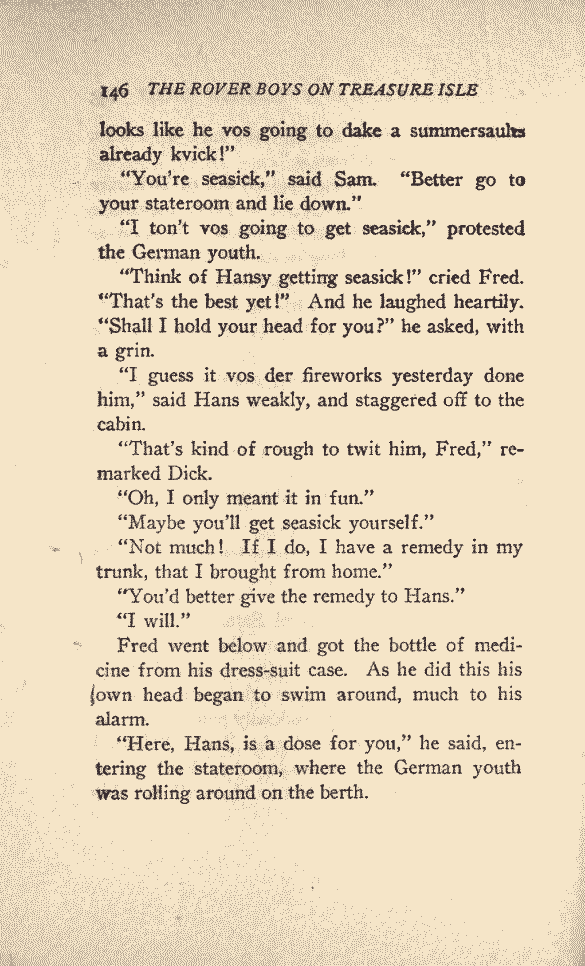 146 THE ROVER BOYS ON TREASURE ISLE
looks like he vos going to dake a summersaults
already kvick!”
“You're seasick,” said Sam. “Better go to
your stateroom and lie down.”
“I ton't vos going to get seasick,” protested
the German youth.
“Think of Hansy getting seasick!” cried Fred.
“That's the best yet!” And he laughed heartily.
“Shall I hold your head for you?” he asked, with
a grin.
“I guess it vos der fireworks yesterday done
him,” said Hans weakly, and staggered off to the
cabin.
“That's kind of rough to twit him, Fred,” re-
marked Dick.
“Oh, I only meant it in fun.”
“Maybe you'll get seasick yourself.”
“Not much! If I do, I have a remedy in my
trunk, that I brought from home.”
“You'd better give the remedy to Hans.”
“I will.”
Fred went below and got the bottle of medi-
cine from his dress-suit case. As he did this his
own head began to swim around, much to his
alarm.
“Here, Hans, is a dose for you,” he said, en-
tering the stateroom, where the German youth
was rolling around on the berth.